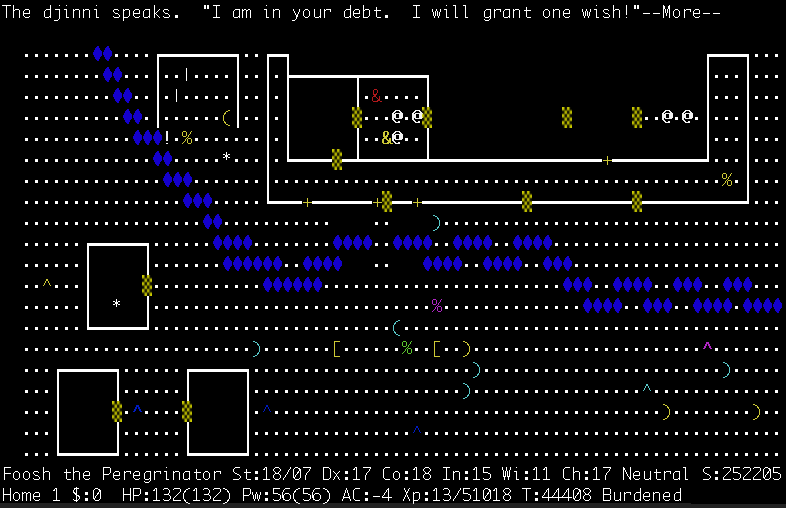 The djinni speaks.  "I am in your debt.  I will grant one wish!"--More--
Foosh the Peregrinator St:18/07 Dx:17 Co:18 In:15 Wi:11 Ch:17 Neutral S:252205
Home 1 $:0  HP:132(132) Pw:56(56) AC:-4 Xp:13/51018 T:44408 Burdened